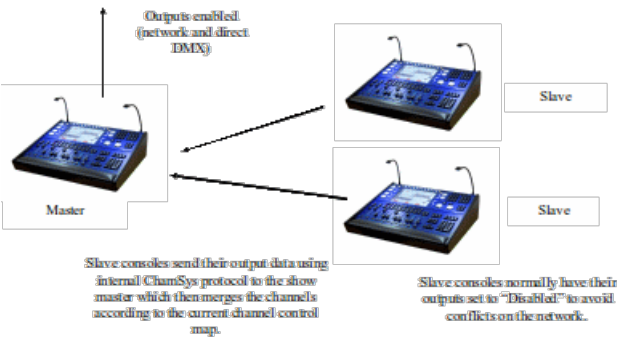 Outputs enabled
(network and direct
DMX)
Slave
Master
Slave
Slave consoles send their output data using
internal ChamSys protocol to the show
master which then merges the channels
according to the current channel control
map.
Slave consoles normally have their
outputs set to "Disabled" to avoid
conflicts on the network.